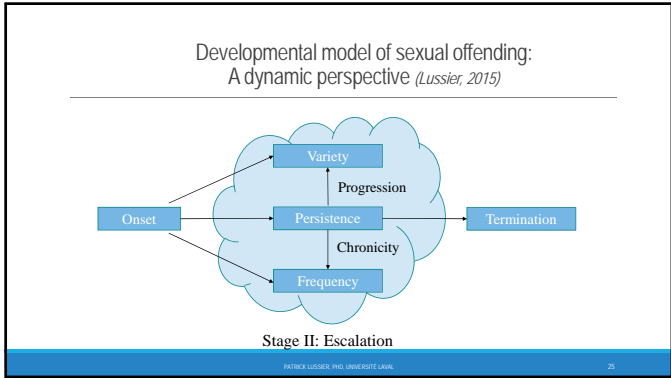 Developmental model of sexual offending:
A dynamic perspective (Lussier, 2015)
Variety
Progression
Onset
Persistence
Termination
Chronicity
Frequency
Stage II: Escalation
PATRICK LUSSIER, PHD, UNIVERSITÉ LAVAL
25